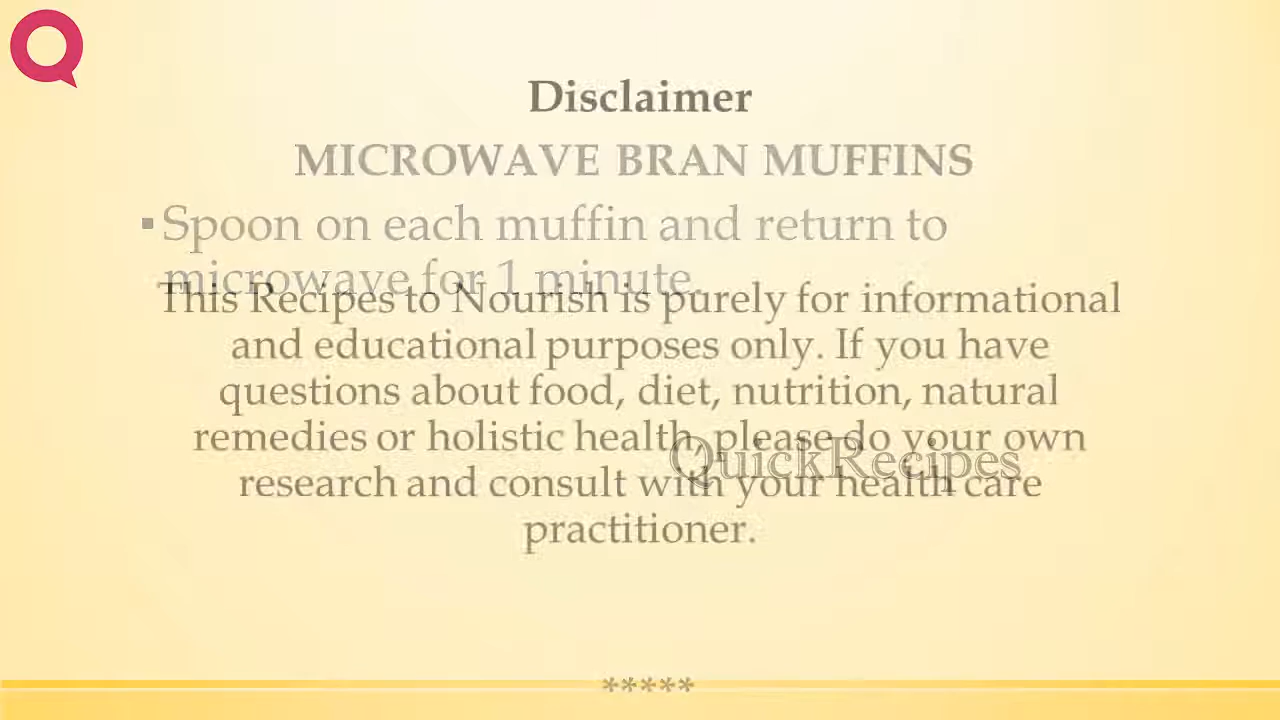 Disclaimer
MICROWAVE BRAN MUFFINS
▪Spoon on each muffin and return to
microwave for 1 minute.
This Recipes to Nourish is purely for informational
and educational purposes only. If you have
questions about food, diet, nutrition, natural
remedies or holistic health, please do your own
QuickRecipes
research and consult with your health care
practitioner.
*****